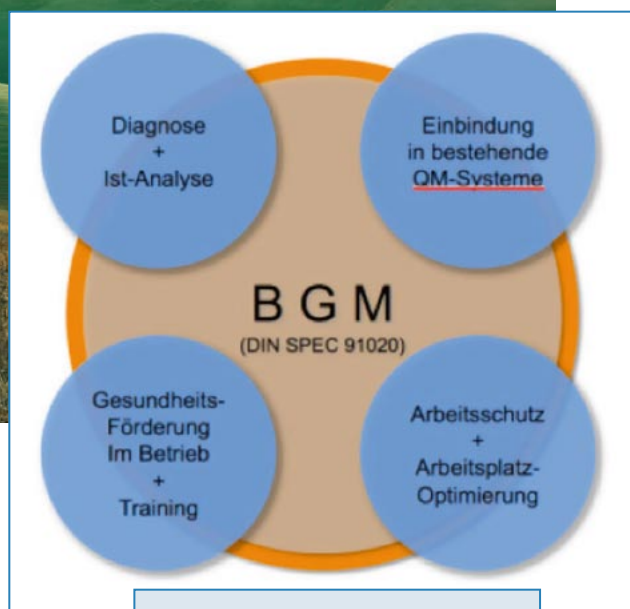 Diagnose
+
Ist-Analyse
Einbindung
in bestehende
QM-Systeme
B G M
(DIN SPEC 91020)
Gesundheits-
Förderung
Im Betrieb
+
Training
Arbeitsschutz
+
Arbeitsplatz-
Optimierung